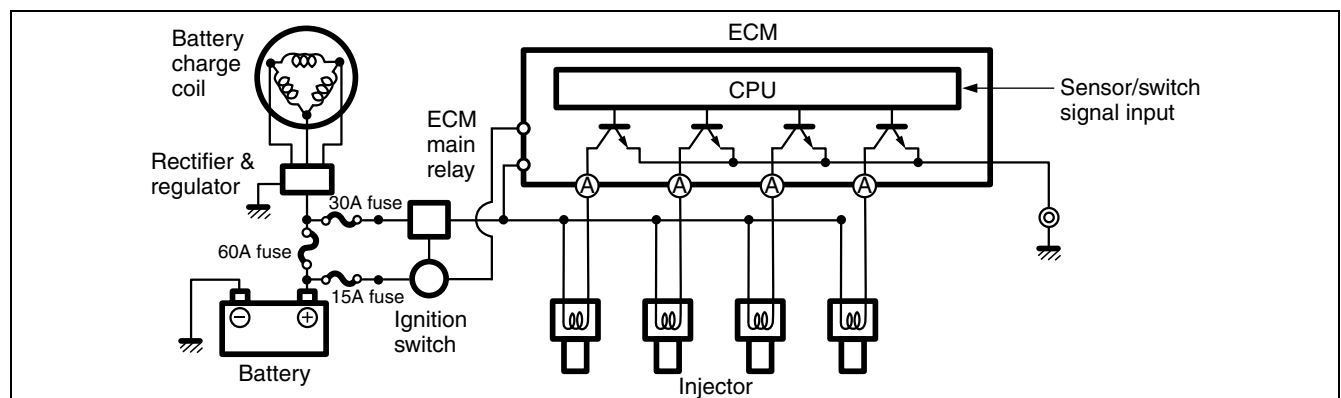 Battery
charge
coil
Rectifier &
regulator
30A fuse
60A fuse
15A fuse
Battery
Ignition
switch
ECM
main
relay
ECM
CPU
Sensor/switch
signal input
A
A
A
A
Injector